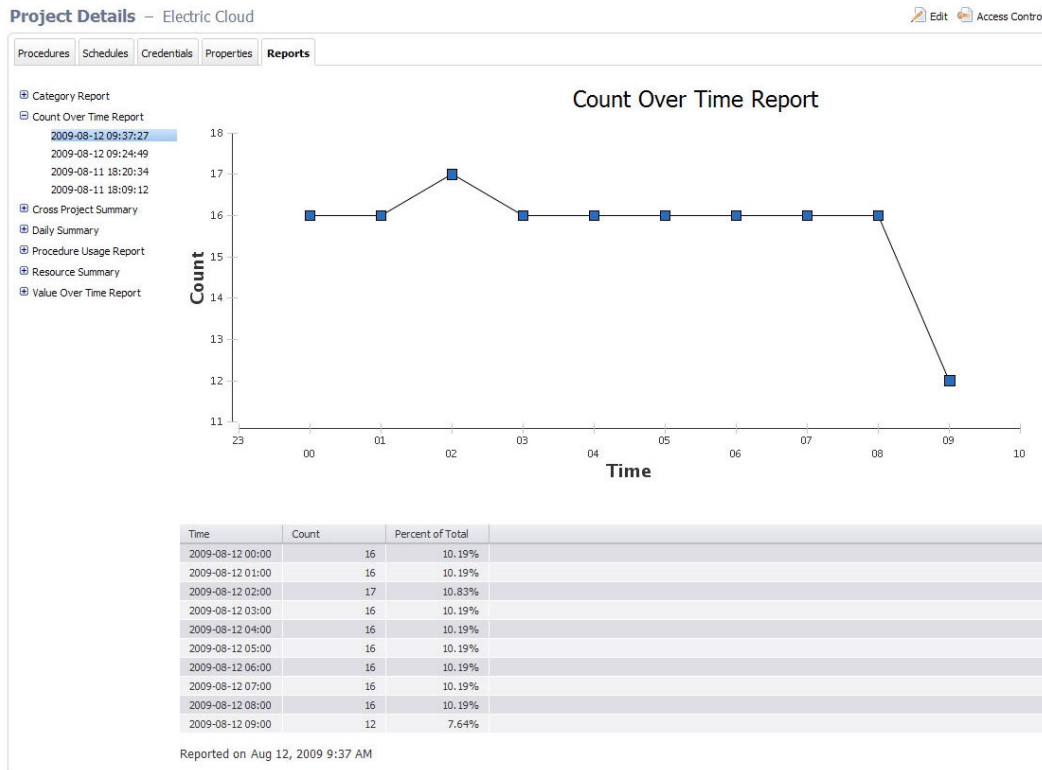 Project Details – Electric Cloud
Edit Access Contro
Procedures Schedules Credentials Properties Reports
Category Report
Count Over Time Report
2009-08-12 09:37:27
2009-08-12 09:24:49
2009-08-11 18:20:34
2009-08-11 18:09:12
Cross Project Summary
Daily Summary
Procedure Usage Report
Resource Summary
Value Over Time Report
Count Over Time Report
18
17
16
15
14
13
12
11
Count
23 01 03 05 07 09
00 02 04 06 08 10
Time
Time Count Percent of Total
2009-08-12 00:00 16 10.19%
2009-08-12 01:00 16 10.19%
2009-08-12 02:00 17 10.83%
2009-08-12 03:00 16 10.19%
2009-08-12 04:00 16 10.19%
2009-08-12 05:00 16 10.19%
2009-08-12 06:00 16 10.19%
2009-08-12 07:00 16 10.19%
2009-08-12 08:00 16 10.19%
2009-08-12 09:00 12 7.64%
Reported on Aug 12, 2009 9:37 AM